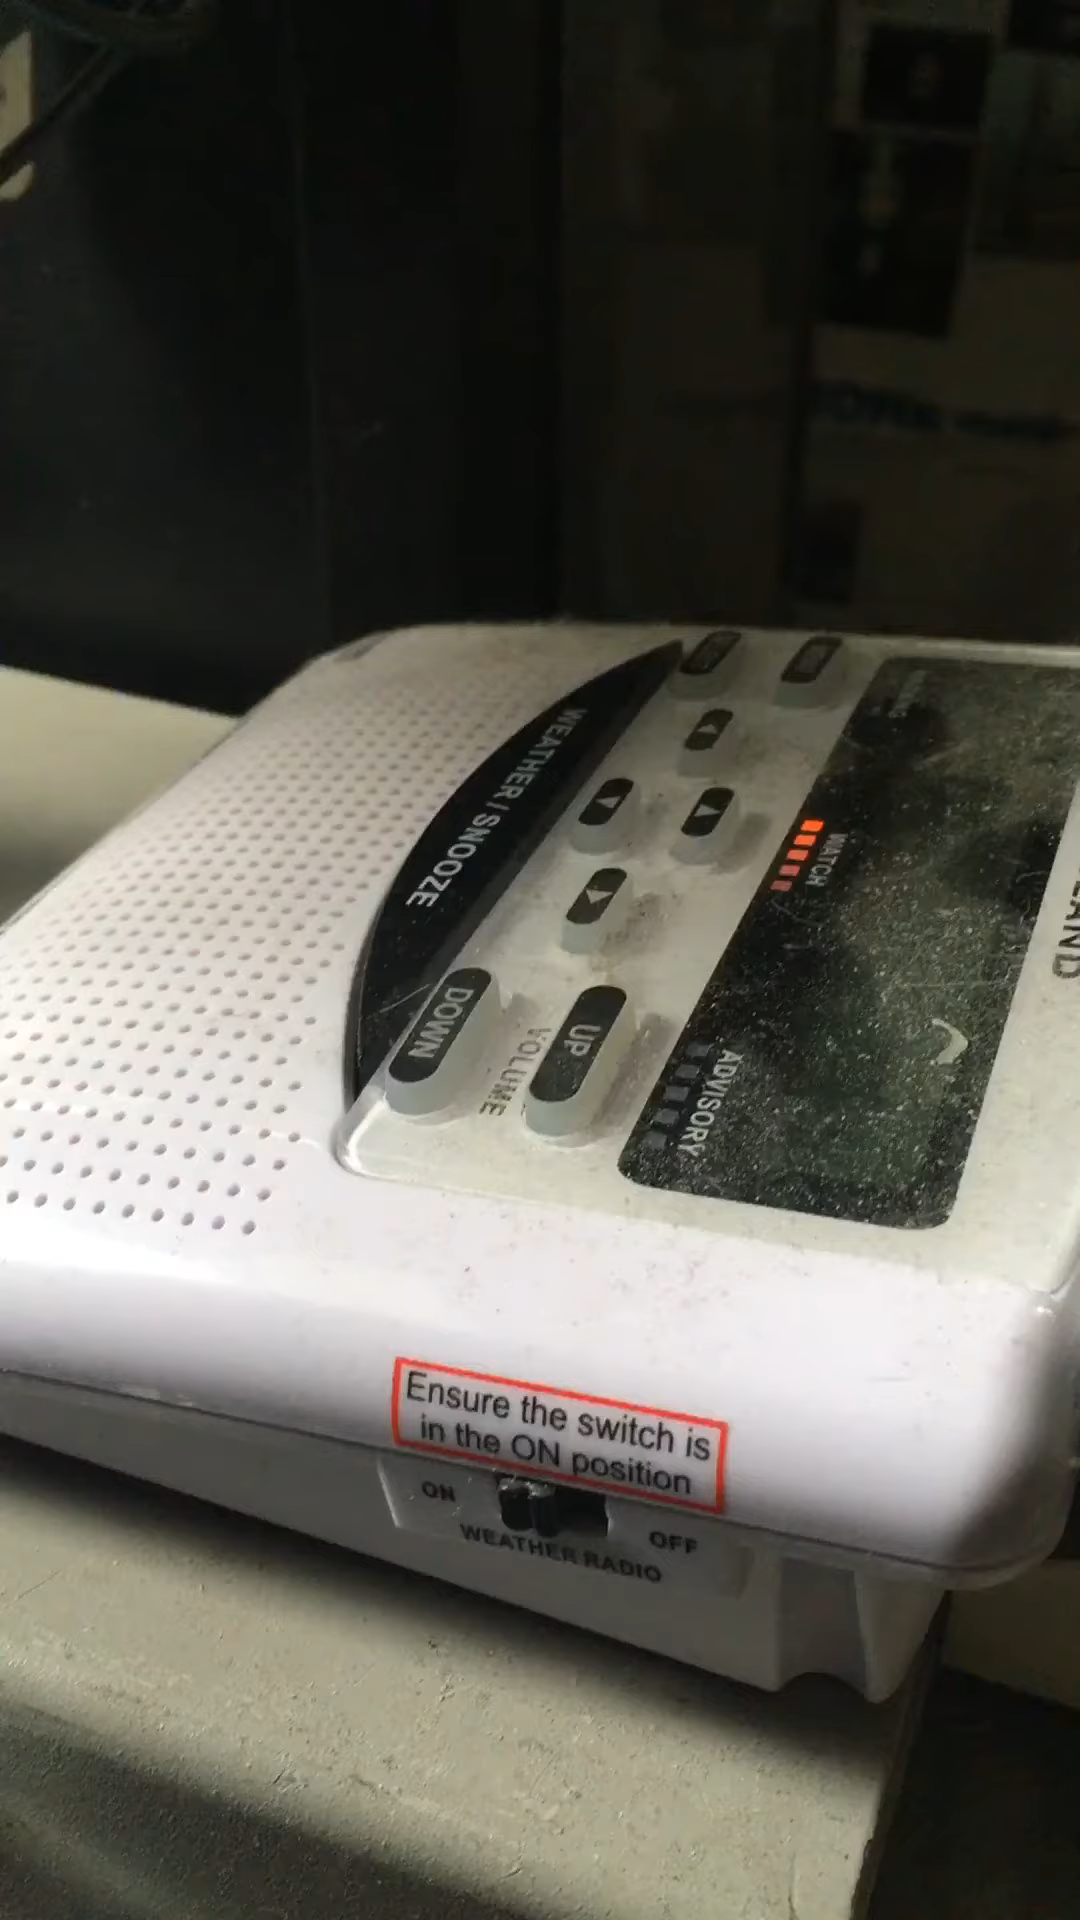 WEATHER / SNOOZE
WATCH
ADVISORY
DOWN
VOLUME
UP
Ensure the switch is
in the ON position
ON
OFF
WEATHER RADIO